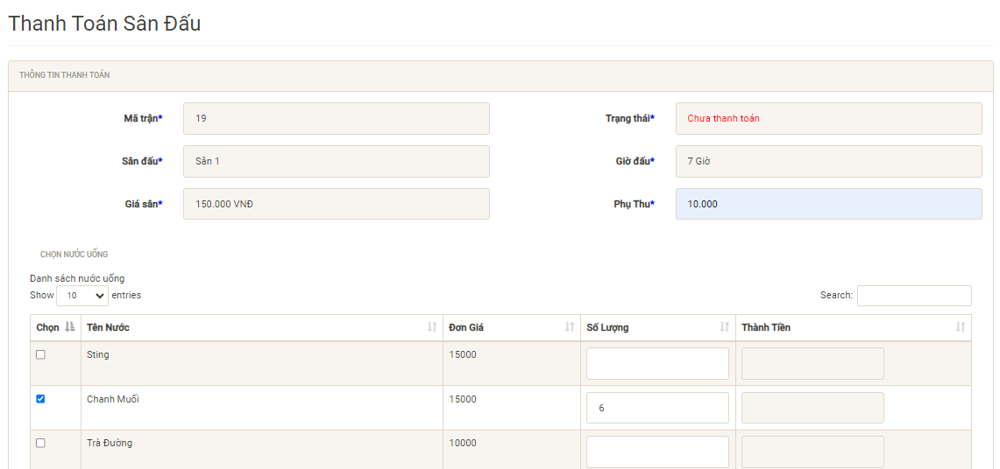 Thanh Toán Sân Đấu
THÔNG TIN THANH TOÁN
Mã trận* 19 Trạng thái* Chưa thanh toán
Sân đấu* Sân 1 Giờ đấu* 7 Giờ
Giá sân* 150.000 VNĐ Phụ Thu* 10.000
CHỌN NƯỚC UỐNG
Danh sách nước uống
Show 10 entries Search:
Chọn Tên Nước Đơn Giá Số Lượng Thành Tiền
Sting 15000
Chanh Muối 15000 6
Trà Đường 10000